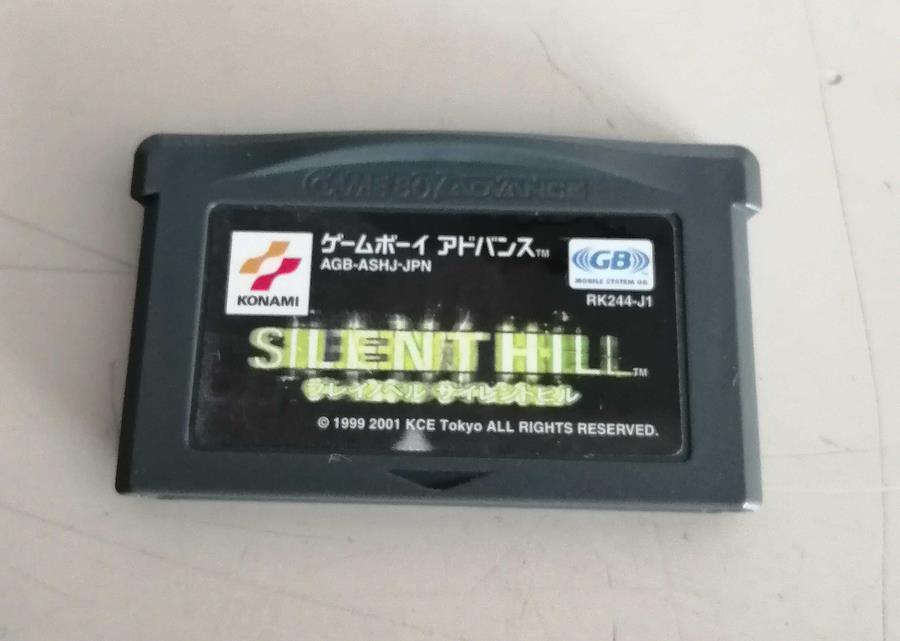 GAME BOY ADVANCE
ゲームボーイ アドバンス™
AGB-ASHJ-JPN
KONAMI
GB
MOBILE SYSTEM GB
RK244-J1
SILENT HILL™
プレイノベル サイレントヒル
© 1999 2001 KCE Tokyo ALL RIGHTS RESERVED.